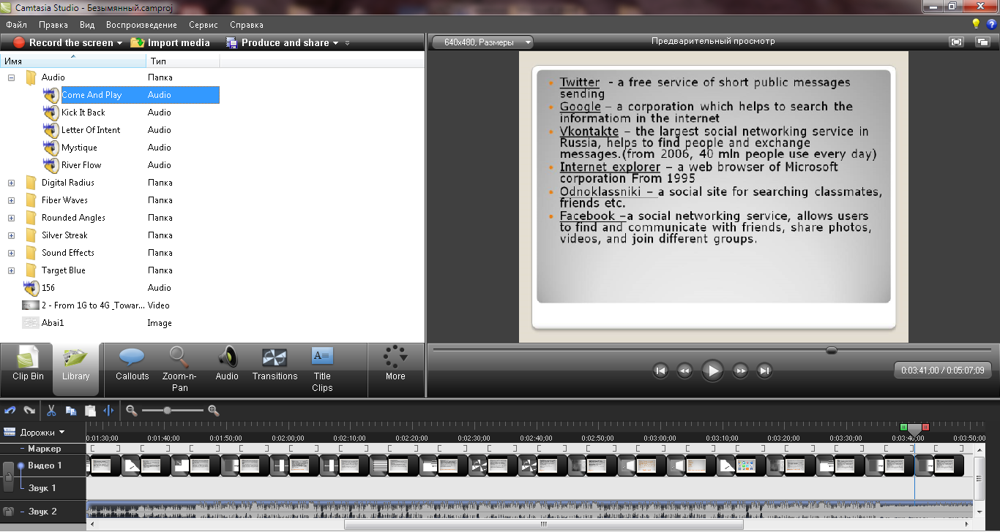 Camtasia Studio - Безымянный.camproj
Файл Правка Вид Воспроизведение Сервис Справка
Record the screen Import media Produce and share
640x480, Размеры
Предварительный просмотр
Имя Тип
Audio Папка
Come And Play Audio
Kick It Back Audio
Letter Of Intent Audio
Mystique Audio
River Flow Audio
Digital Radius Папка
Fiber Waves Папка
Rounded Angles Папка
Silver Streak Папка
Sound Effects Папка
Target Blue Папка
156 Audio
2 - From 1G to 4G _Towar... Video
Abai1 Image
• Twitter - a free service of short public messages
sending
• Google – a corporation which helps to search the
informatiom in the internet
• Vkontakte – the largest social networking service in
Russia, helps to find people and exchange
messages.(from 2006, 40 mln people use every day)
• Internet explorer – a web browser of Microsoft
corporation From 1995
• Odnoklassniki – a social site for searching classmates,
friends etc.
• Facebook –a social networking service, allows users
to find and communicate with friends, share photos,
videos, and join different groups.
Clip Bin Library Callouts Zoom-n-Pan Audio Transitions Title Clips More
0:03:41;00 / 0:05:07;09
Дорожки
0:01:30;00 0:01:40;00 0:01:50;00 0:02:00;00 0:02:10;00 0:02:20;00 0:02:30;00 0:02:40;00 0:02:50;00 0:03:00;00 0:03:10;00 0:03:20;00 0:03:30;00 0:03:40;00 0:03:50;00
- Маркер
Видео 1
Звук 1
- Звук 2